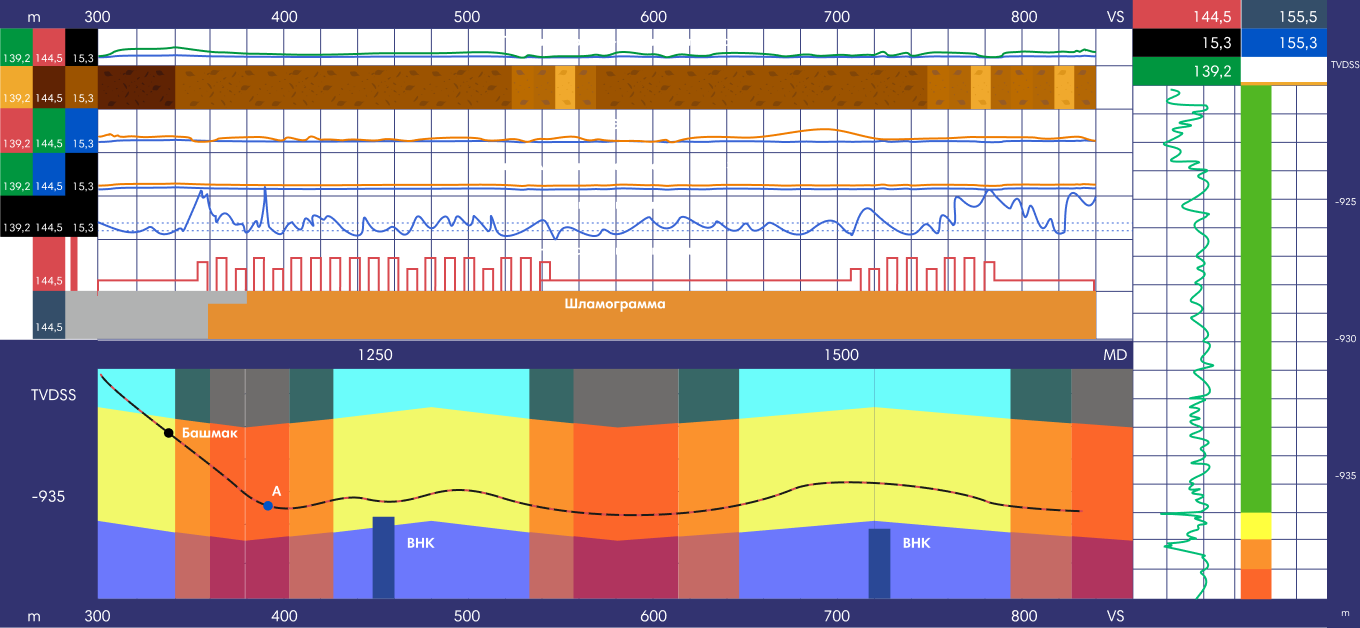 m 300 400 500 600 700 800 VS 144,5 155,5
15,3 155,3
139,2 144,5 15,3 TVDSS
139,2
139,2 144,5 15,3
139,2 144,5 15,3
139,2 144,5 15,3
-925
139,2 144,5 15,3
144,5
Шламограмма
144,5
-930
1250 1500 MD
TVDSS
Башмак
-935
A
-935
ВНК ВНК
m 300 400 500 600 700 800 VS m